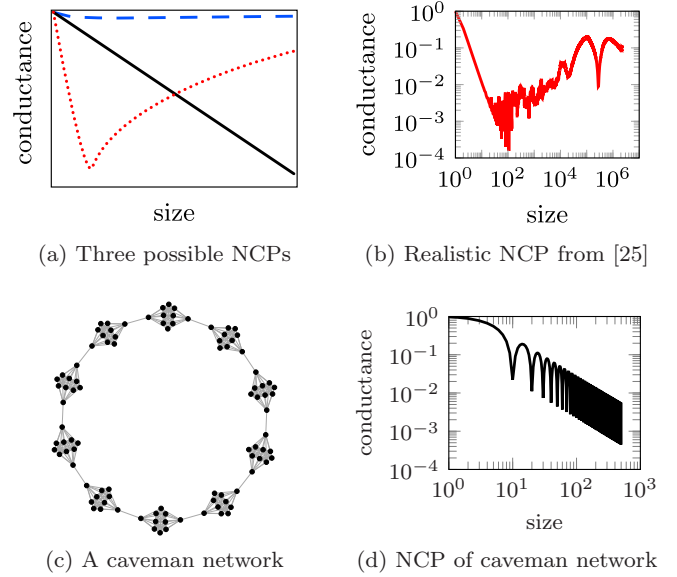 conductance
size
(a) Three possible NCPs
conductance
10^0
10^−1
10^−2
10^−3
10^−4
10^0 10^2 10^4 10^6
size
(b) Realistic NCP from [25]
(c) A caveman network
conductance
10^0
10^−1
10^−2
10^−3
10^−4
10^0 10^1 10^2 10^3
size
(d) NCP of caveman network